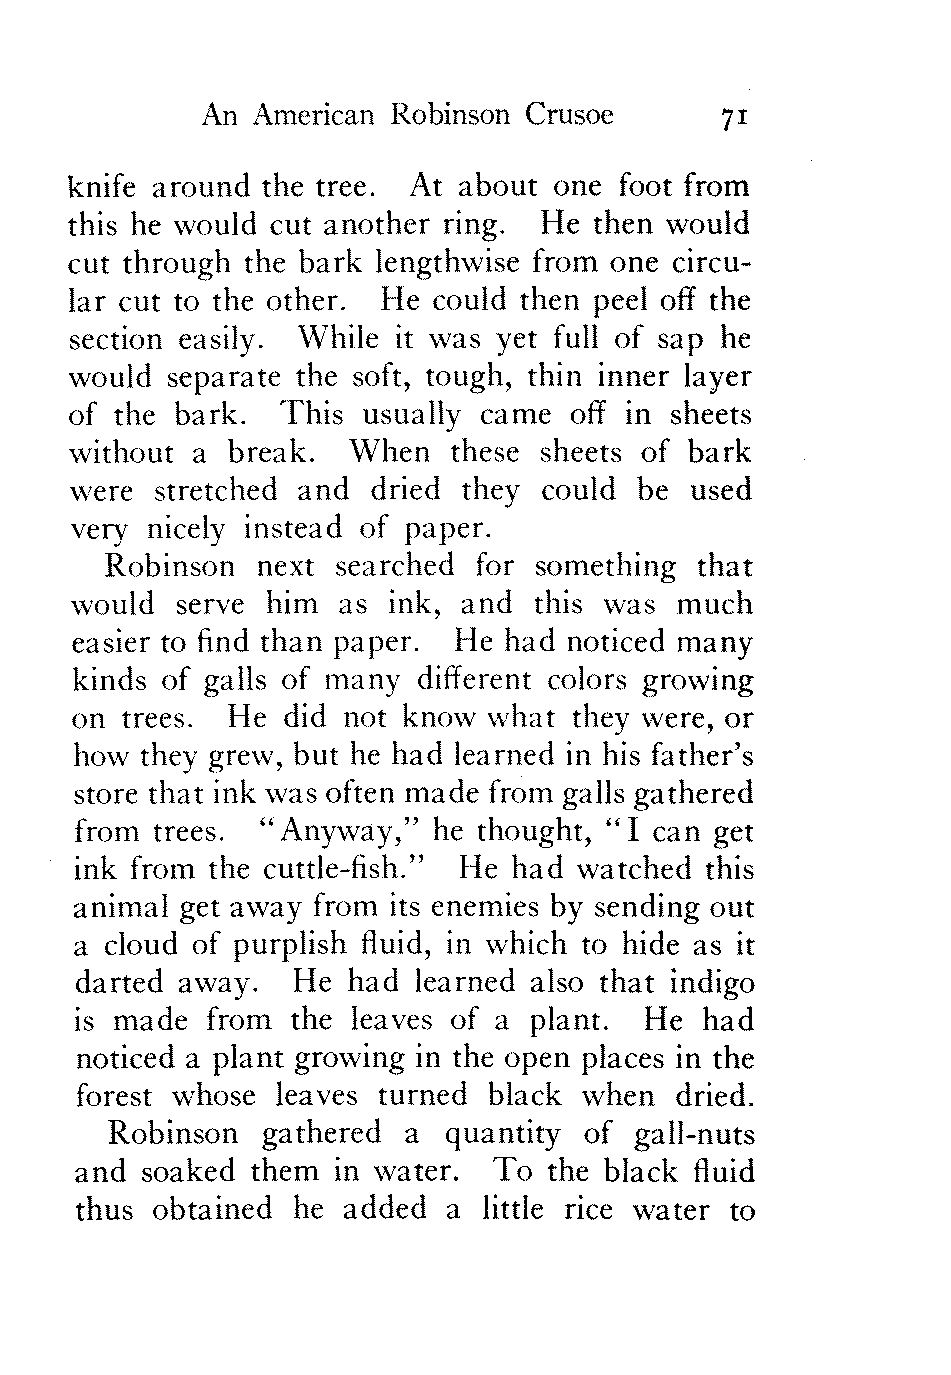 An American Robinson Crusoe 71
knife around the tree. At about one foot from
this he would cut another ring. He then would
cut through the bark lengthwise from one circu-
lar cut to the other. He could then peel off the
section easily. While it was yet full of sap he
would separate the soft, tough, thin inner layer
of the bark. This usually came off in sheets
without a break. When these sheets of bark
were stretched and dried they could be used
very nicely instead of paper.
Robinson next searched for something that
would serve him as ink, and this was much
easier to find than paper. He had noticed many
kinds of galls of many different colors growing
on trees. He did not know what they were, or
how they grew, but he had learned in his father's
store that ink was often made from galls gathered
from trees. "Anyway," he thought, "I can get
ink from the cuttle-fish." He had watched this
animal get away from its enemies by sending out
a cloud of purplish fluid, in which to hide as it
darted away. He had learned also that indigo
is made from the leaves of a plant. He had
noticed a plant growing in the open places in the
forest whose leaves turned black when dried.
Robinson gathered a quantity of gall-nuts
and soaked them in water. To the black fluid
thus obtained he added a little rice water to